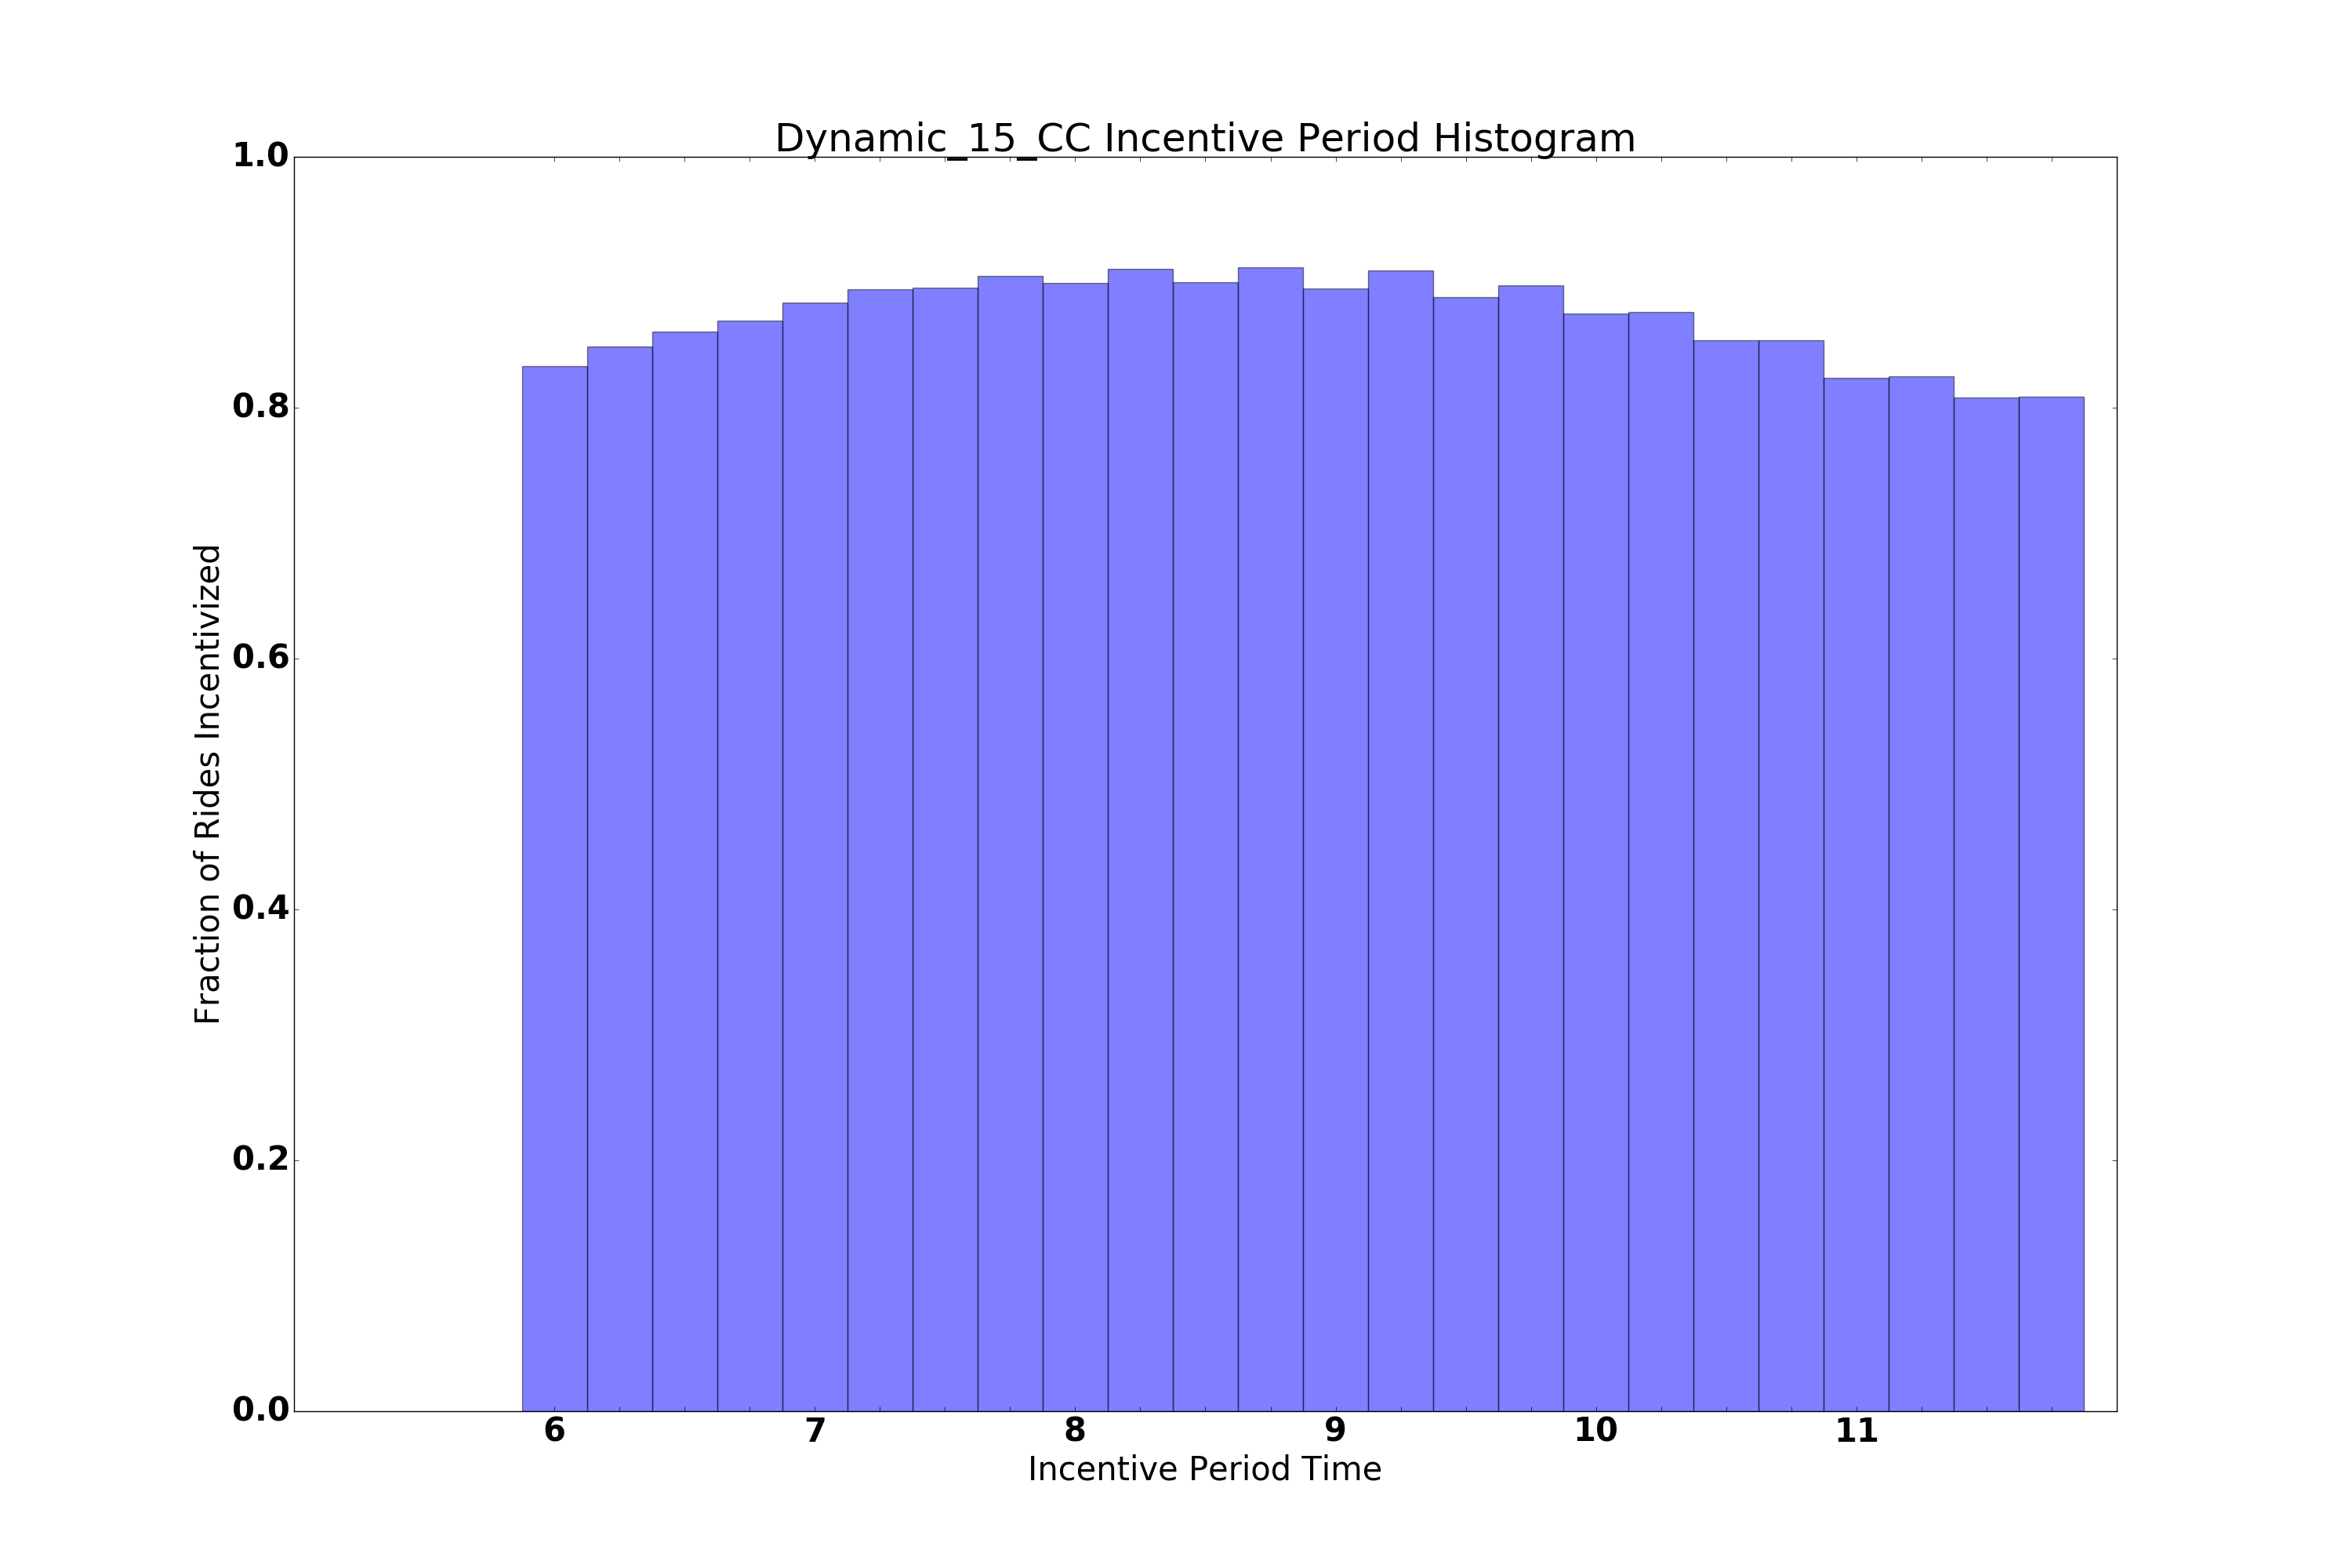 Dynamic_15_CC Incentive Period Histogram
1.0
0.8
0.6
0.4
0.2
0.0
Fraction of Rides Incentivized
6 7 8 9 10 11
Incentive Period Time